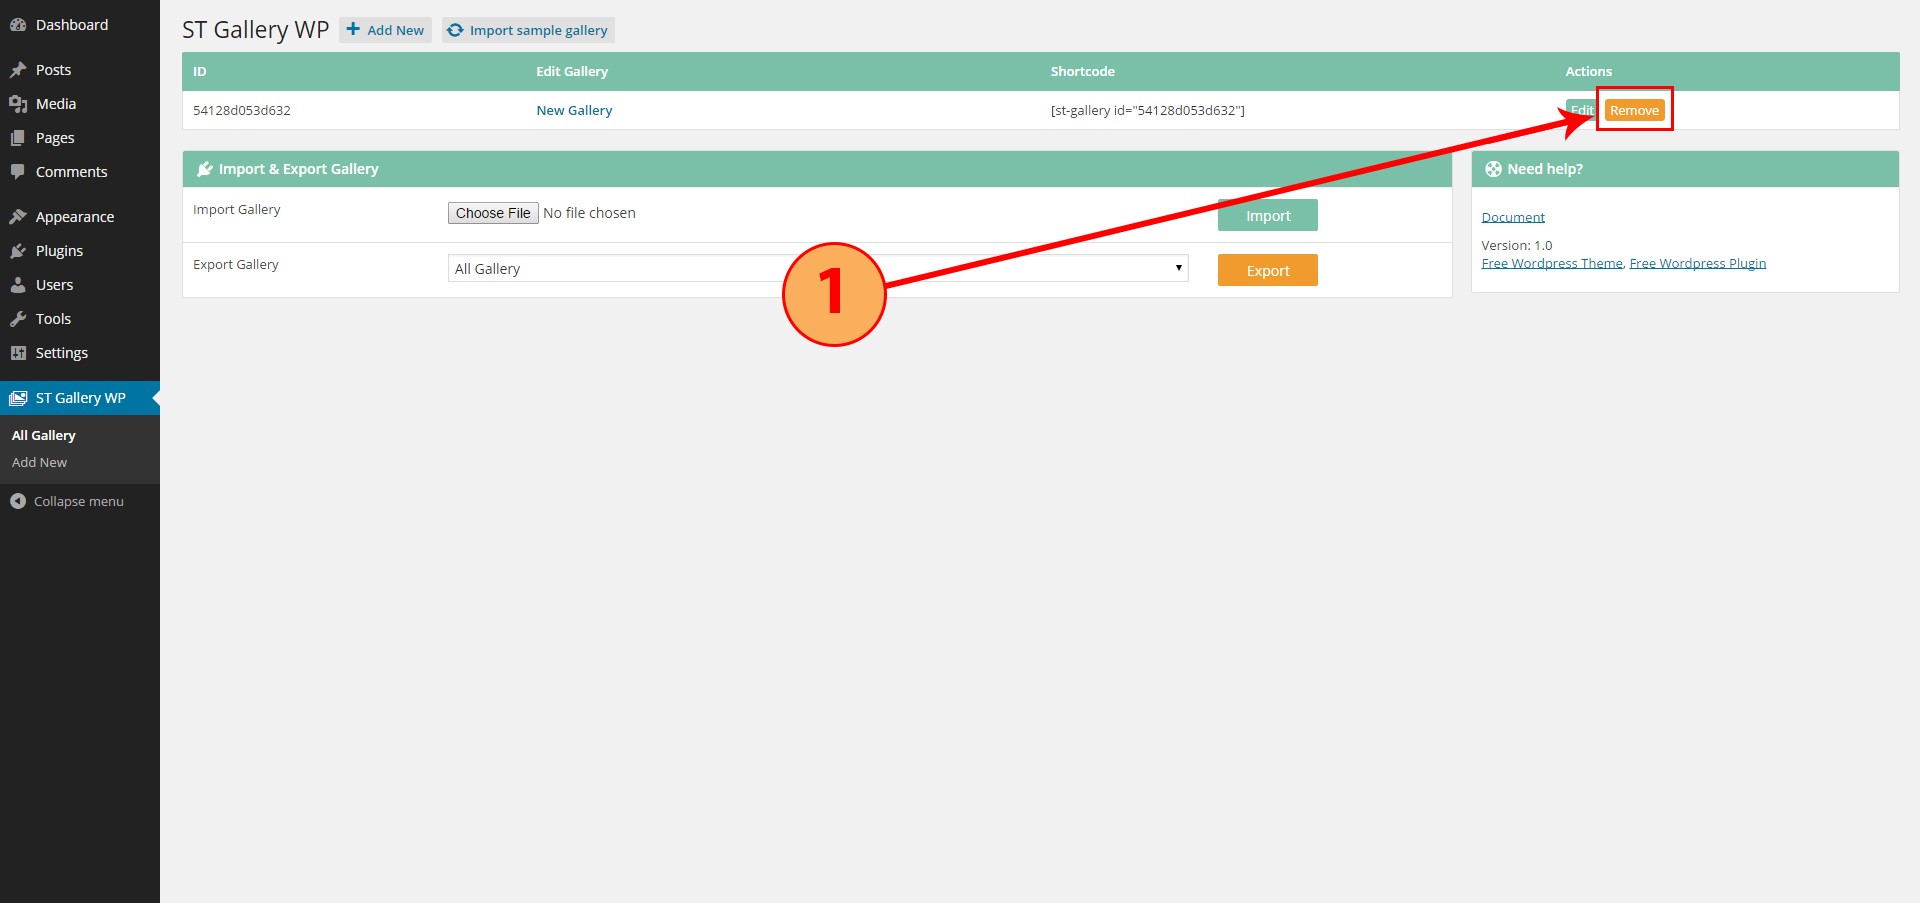 Dashboard
Posts
Media
Pages
Comments
Appearance
Plugins
Users
Tools
Settings
ST Gallery WP
All Gallery
Add New
Collapse menu
ST Gallery WP Add New Import sample gallery
ID Edit Gallery Shortcode Actions
54128d053d632 New Gallery [st-gallery id="54128d053d632"] Edit Remove
Import & Export Gallery
Import Gallery Choose File No file chosen Import
Export Gallery All Gallery Export
1
Need help?
Document
Version: 1.0
Free Wordpress Theme, Free Wordpress Plugin